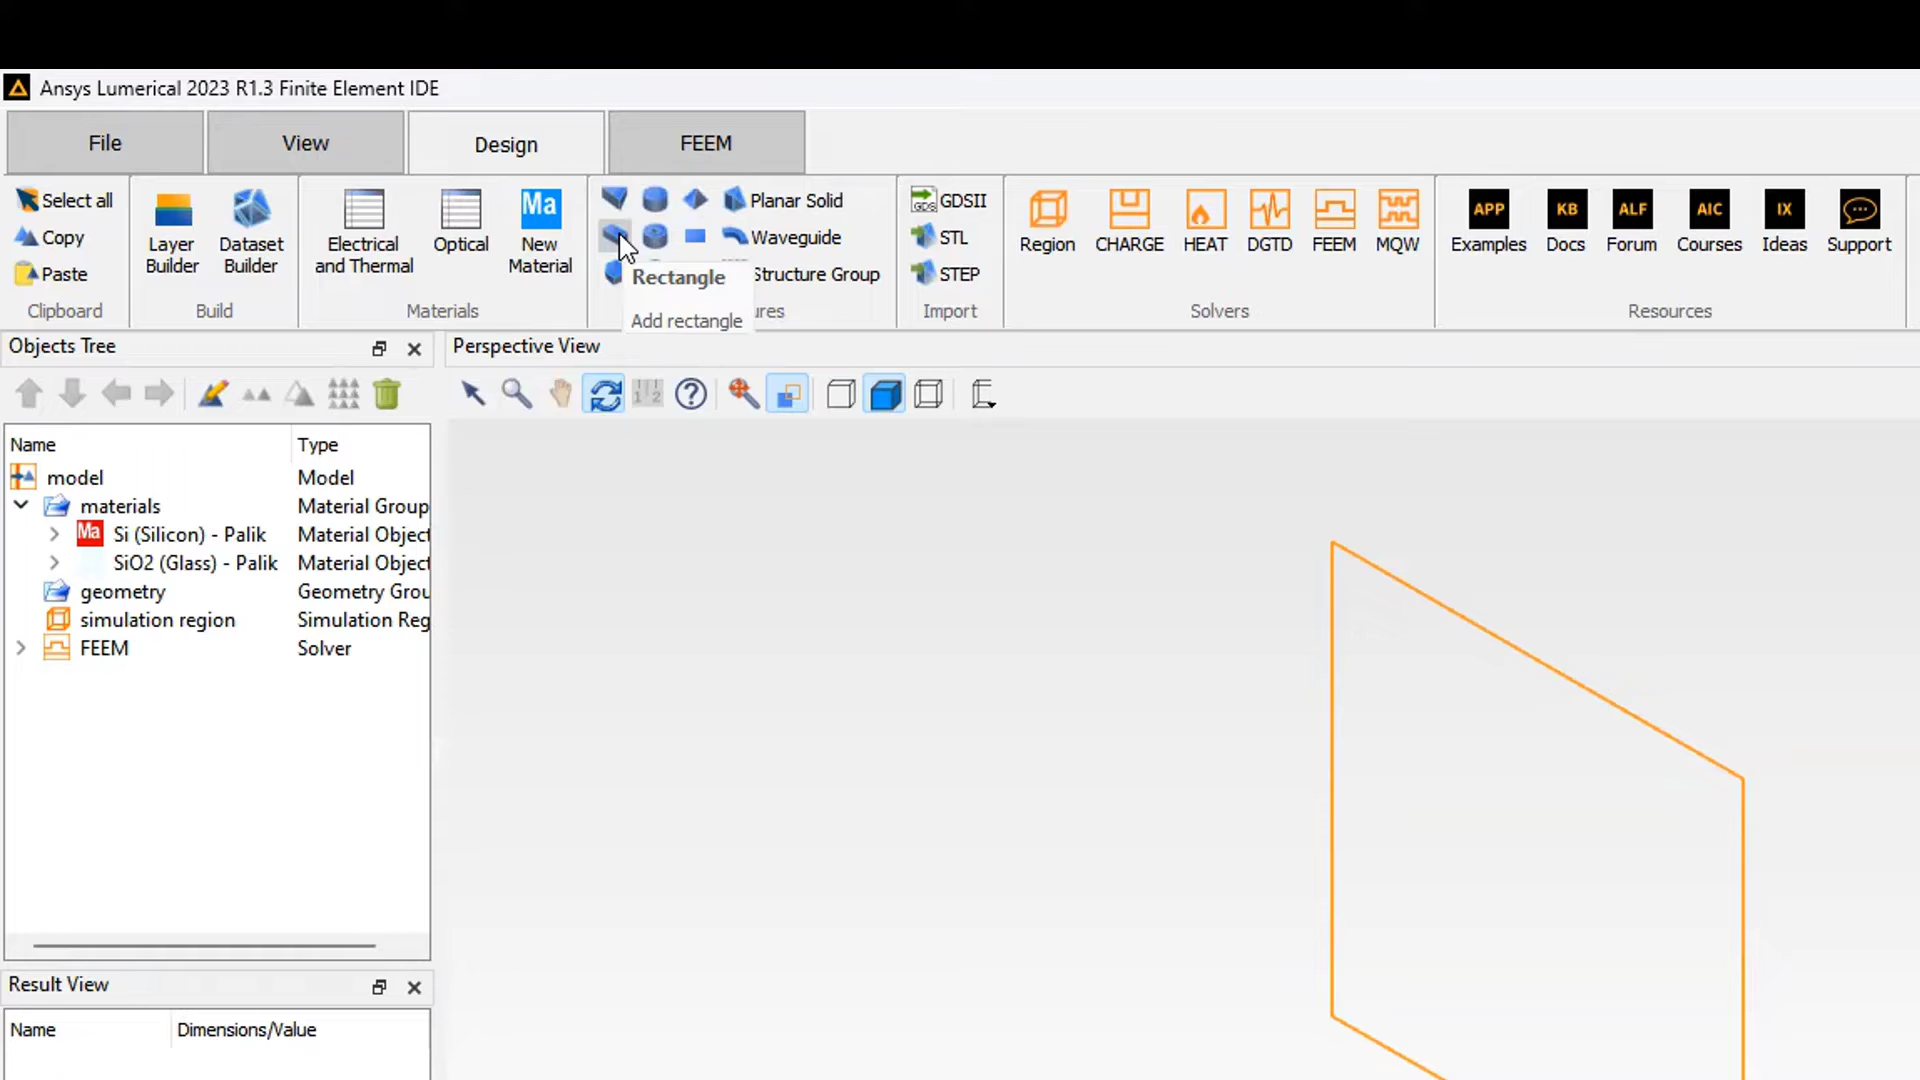 Ansys Lumerical 2023 R1.3 Finite Element IDE
File View Design FEEM
Select all
Copy
Paste
Clipboard
Layer
Builder
Dataset
Builder
Build
Electrical
and Thermal
Optical
Ma
New
Material
Materials
Planar Solid
Waveguide
Structure Group
ures
Rectangle
Add rectangle
GDS
GDSII
STL
STEP
Import
Region
CHARGE
HEAT
DGTD
FEEM
MQW
Solvers
APP
Examples
KB
Docs
ALF
Forum
AIC
Courses
IX
Ideas
Support
Resources
Objects Tree
Perspective View
Name Type
model Model
materials Material Group
Ma Si (Silicon) - Palik Material Object
SiO2 (Glass) - Palik Material Object
geometry Geometry Grou
simulation region Simulation Reg
FEEM Solver
Result View
Name Dimensions/Value